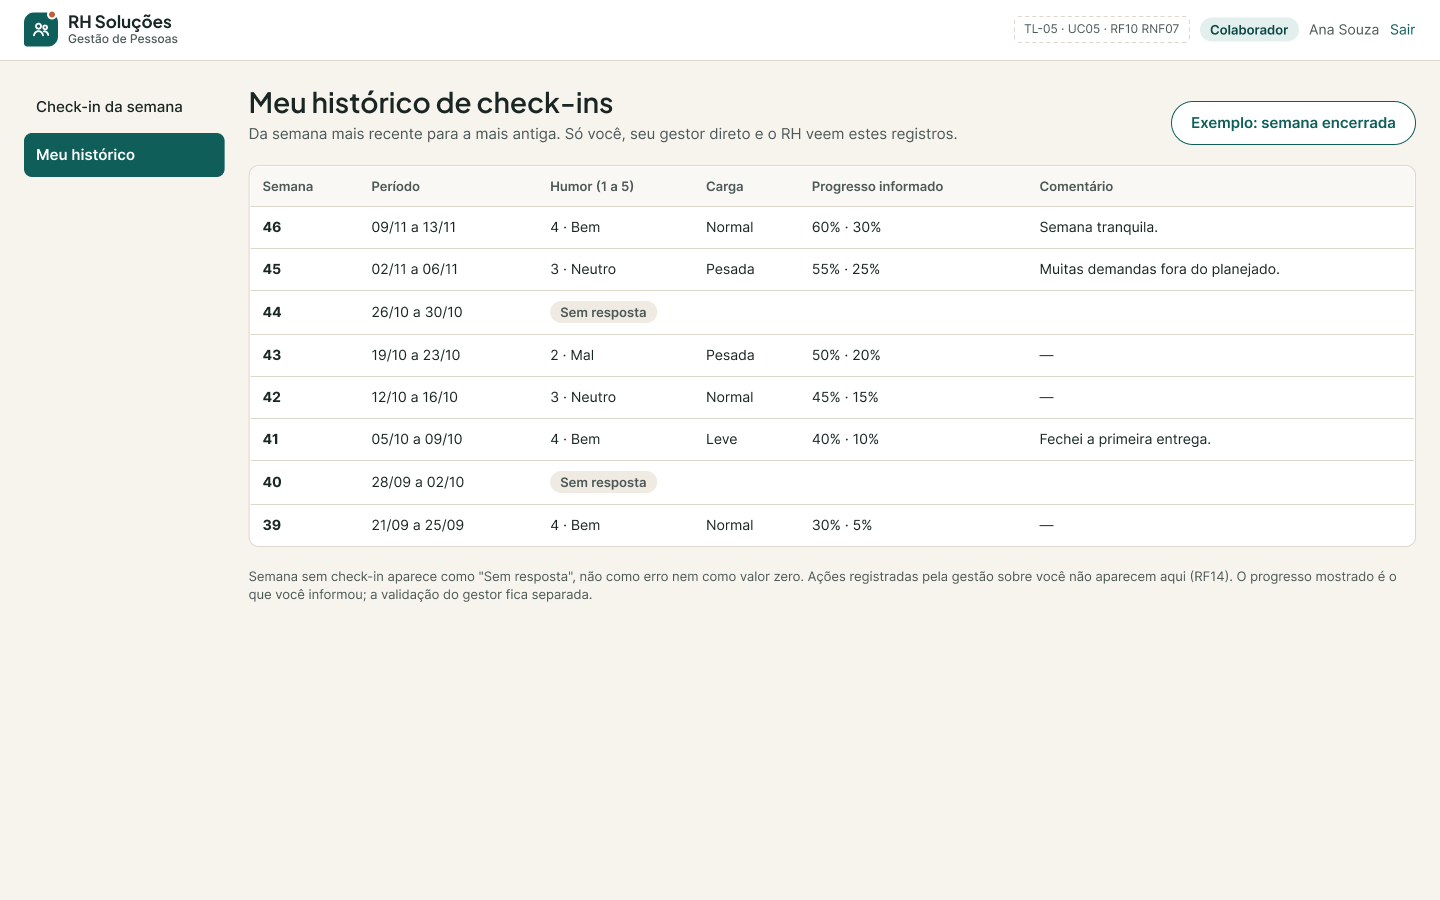 RH Soluções
Gestão de Pessoas
TL-05 · UC05 · RF10 RNF07
Colaborador
Ana Souza
Sair
Check-in da semana
Meu histórico
Meu histórico de check-ins
Da semana mais recente para a mais antiga. Só você, seu gestor direto e o RH veem estes registros.
Exemplo: semana encerrada
Semana Período Humor (1 a 5) Carga Progresso informado Comentário
46 09/11 a 13/11 4 · Bem Normal 60% · 30% Semana tranquila.
45 02/11 a 06/11 3 · Neutro Pesada 55% · 25% Muitas demandas fora do planejado.
44 26/10 a 30/10 Sem resposta
43 19/10 a 23/10 2 · Mal Pesada 50% · 20% —
42 12/10 a 16/10 3 · Neutro Normal 45% · 15% —
41 05/10 a 09/10 4 · Bem Leve 40% · 10% Fechei a primeira entrega.
40 28/09 a 02/10 Sem resposta
39 21/09 a 25/09 4 · Bem Normal 30% · 5% —
Semana sem check-in aparece como "Sem resposta", não como erro nem como valor zero. Ações registradas pela gestão sobre você não aparecem aqui (RF14). O progresso mostrado é o
que você informou; a validação do gestor fica separada.